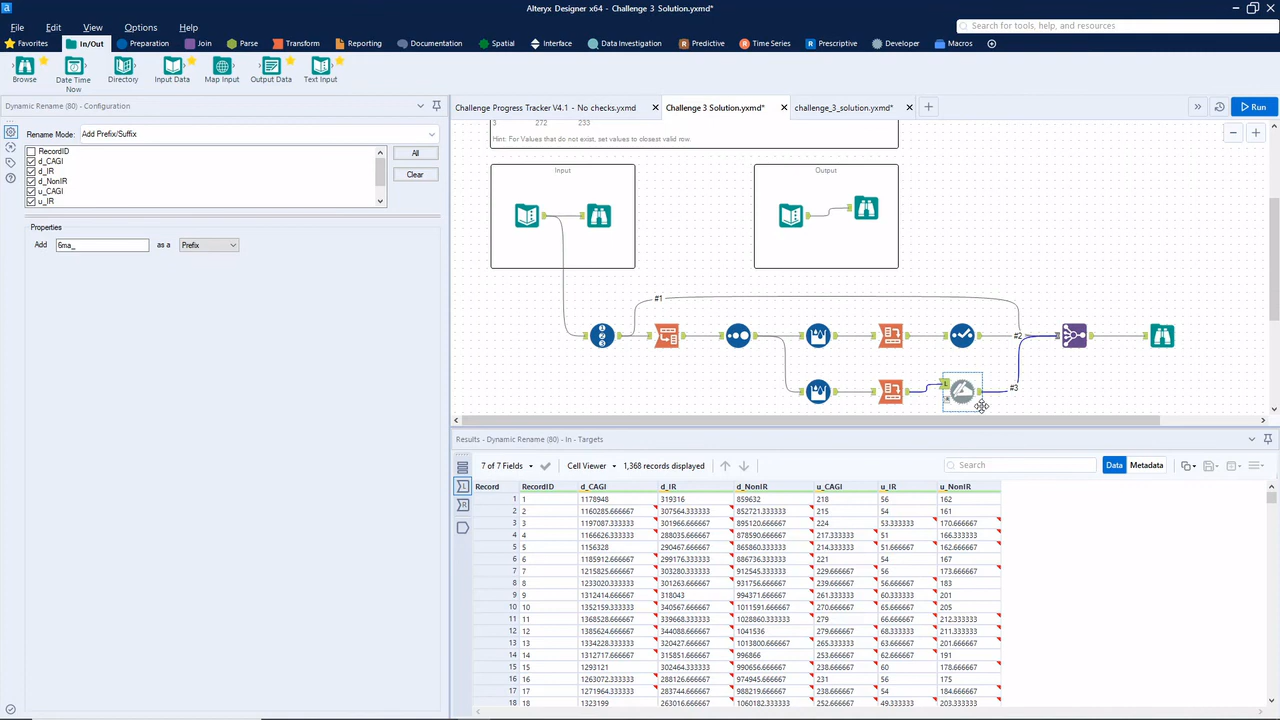 Alteryx Designer x64 - Challenge 3 Solution.yxmd*
File Edit View Options Help
Search for tools, help, and resources
Favorites In/Out Preparation Join Parse Transform Reporting Documentation Spatial Interface Data Investigation Predictive Time Series Prescriptive Developer Macros
Browse Date Time Now Directory Input Data Map Input Output Data Text Input
Dynamic Rename (80) - Configuration
Challenge Progress Tracker V4.1 - No checks.yxmd Challenge 3 Solution.yxmd* challenge_3_solution.yxmd* Run
Rename Mode: Add Prefix/Suffix
RecordID
d_CAGI
d_IR
d_NonIR
u_CAGI
u_IR
All
Clear
Properties
Add 6ma_ as a Prefix
3 272 233
Hint: For Values that do not exist, set values to closest valid row.
Input Output
#1
#2
#3
Results - Dynamic Rename (80) - In - Targets
7 of 7 Fields Cell Viewer 1,368 records displayed Search Data Metadata
Record RecordID d_CAGI d_IR d_NonIR u_CAGI u_IR u_NonIR
1 1 1178948 319316 859632 218 56 162
2 2 1160285.666667 307564.333333 852721.333333 215 54 161
3 3 1197087.333333 301966.666667 895120.666667 224 53.333333 170.666667
4 4 1166626.333333 288035.666667 878590.666667 217.333333 51 166.333333
5 5 1156328 290467.666667 865860.333333 214.333333 51.666667 162.666667
6 6 1185912.666667 299176.333333 886736.333333 221 54 167
7 7 1215825.666667 303280.333333 912545.333333 229.666667 56 173.666667
8 8 1233020.333333 301263.666667 931756.666667 239.666667 56.666667 183
9 9 1312414.666667 318043 994371.666667 261.333333 60.333333 201
10 10 1352159.333333 340567.666667 1011591.666667 270.666667 65.666667 205
11 11 1368528.666667 339668.333333 1028860.333333 279 66.666667 212.333333
12 12 1385624.666667 344088.666667 1041536 279.666667 68.333333 211.333333
13 13 1334228.333333 320427.666667 1013800.666667 265.333333 63.666667 201.666667
14 14 1312717.666667 315851.666667 996866 253.666667 62.666667 191
15 15 1293121 302464.333333 990656.666667 238.666667 60 178.666667
16 16 1263072.333333 288126.666667 974945.666667 231 56 175
17 17 1271964.333333 283744.666667 988219.666667 238.666667 54 184.666667
18 18 1323199 263016.666667 1060182.333333 252.666667 49.333333 203.333333